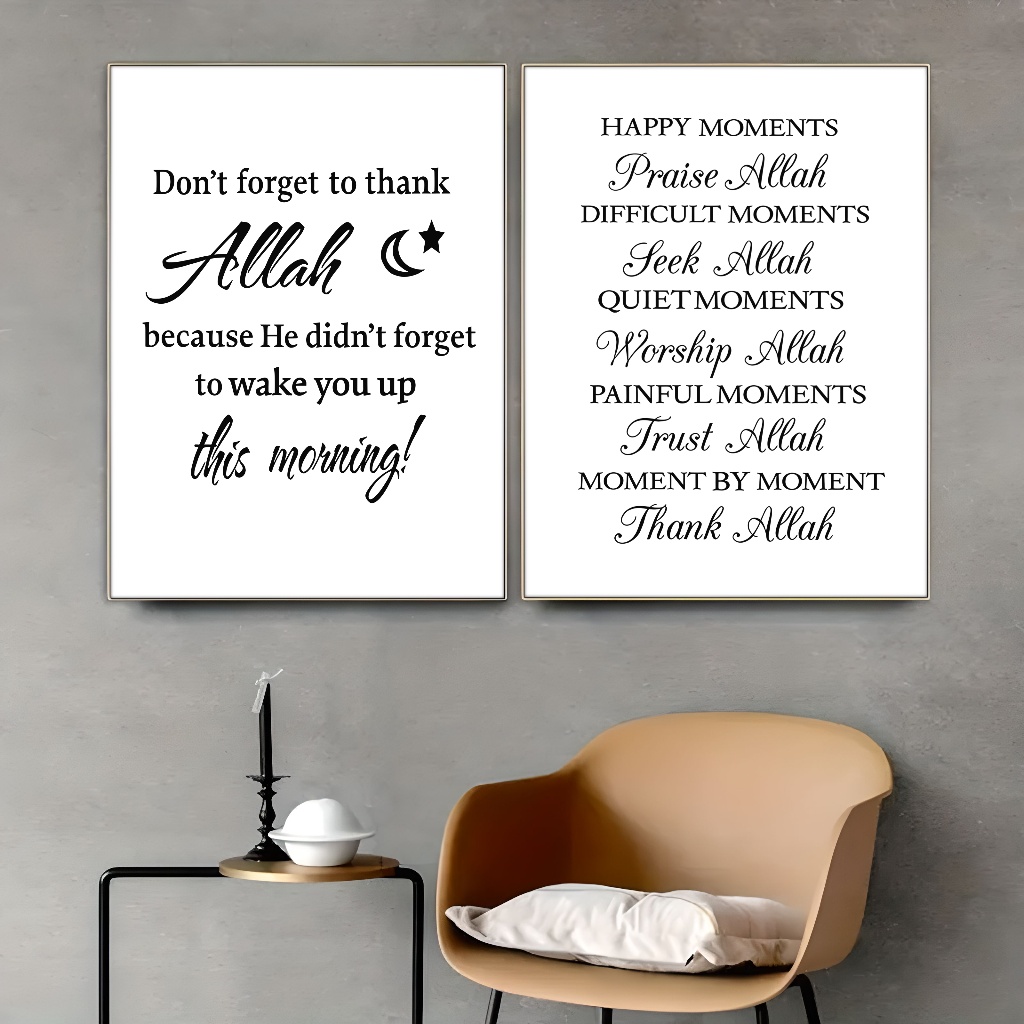 Don't forget to thank
Allah
because He didn't forget
to wake you up
this morning!
HAPPY MOMENTS
Praise Allah
DIFFICULT MOMENTS
Seek Allah
QUIET MOMENTS
Worship Allah
PAINFUL MOMENTS
Trust Allah
MOMENT BY MOMENT
Thank Allah